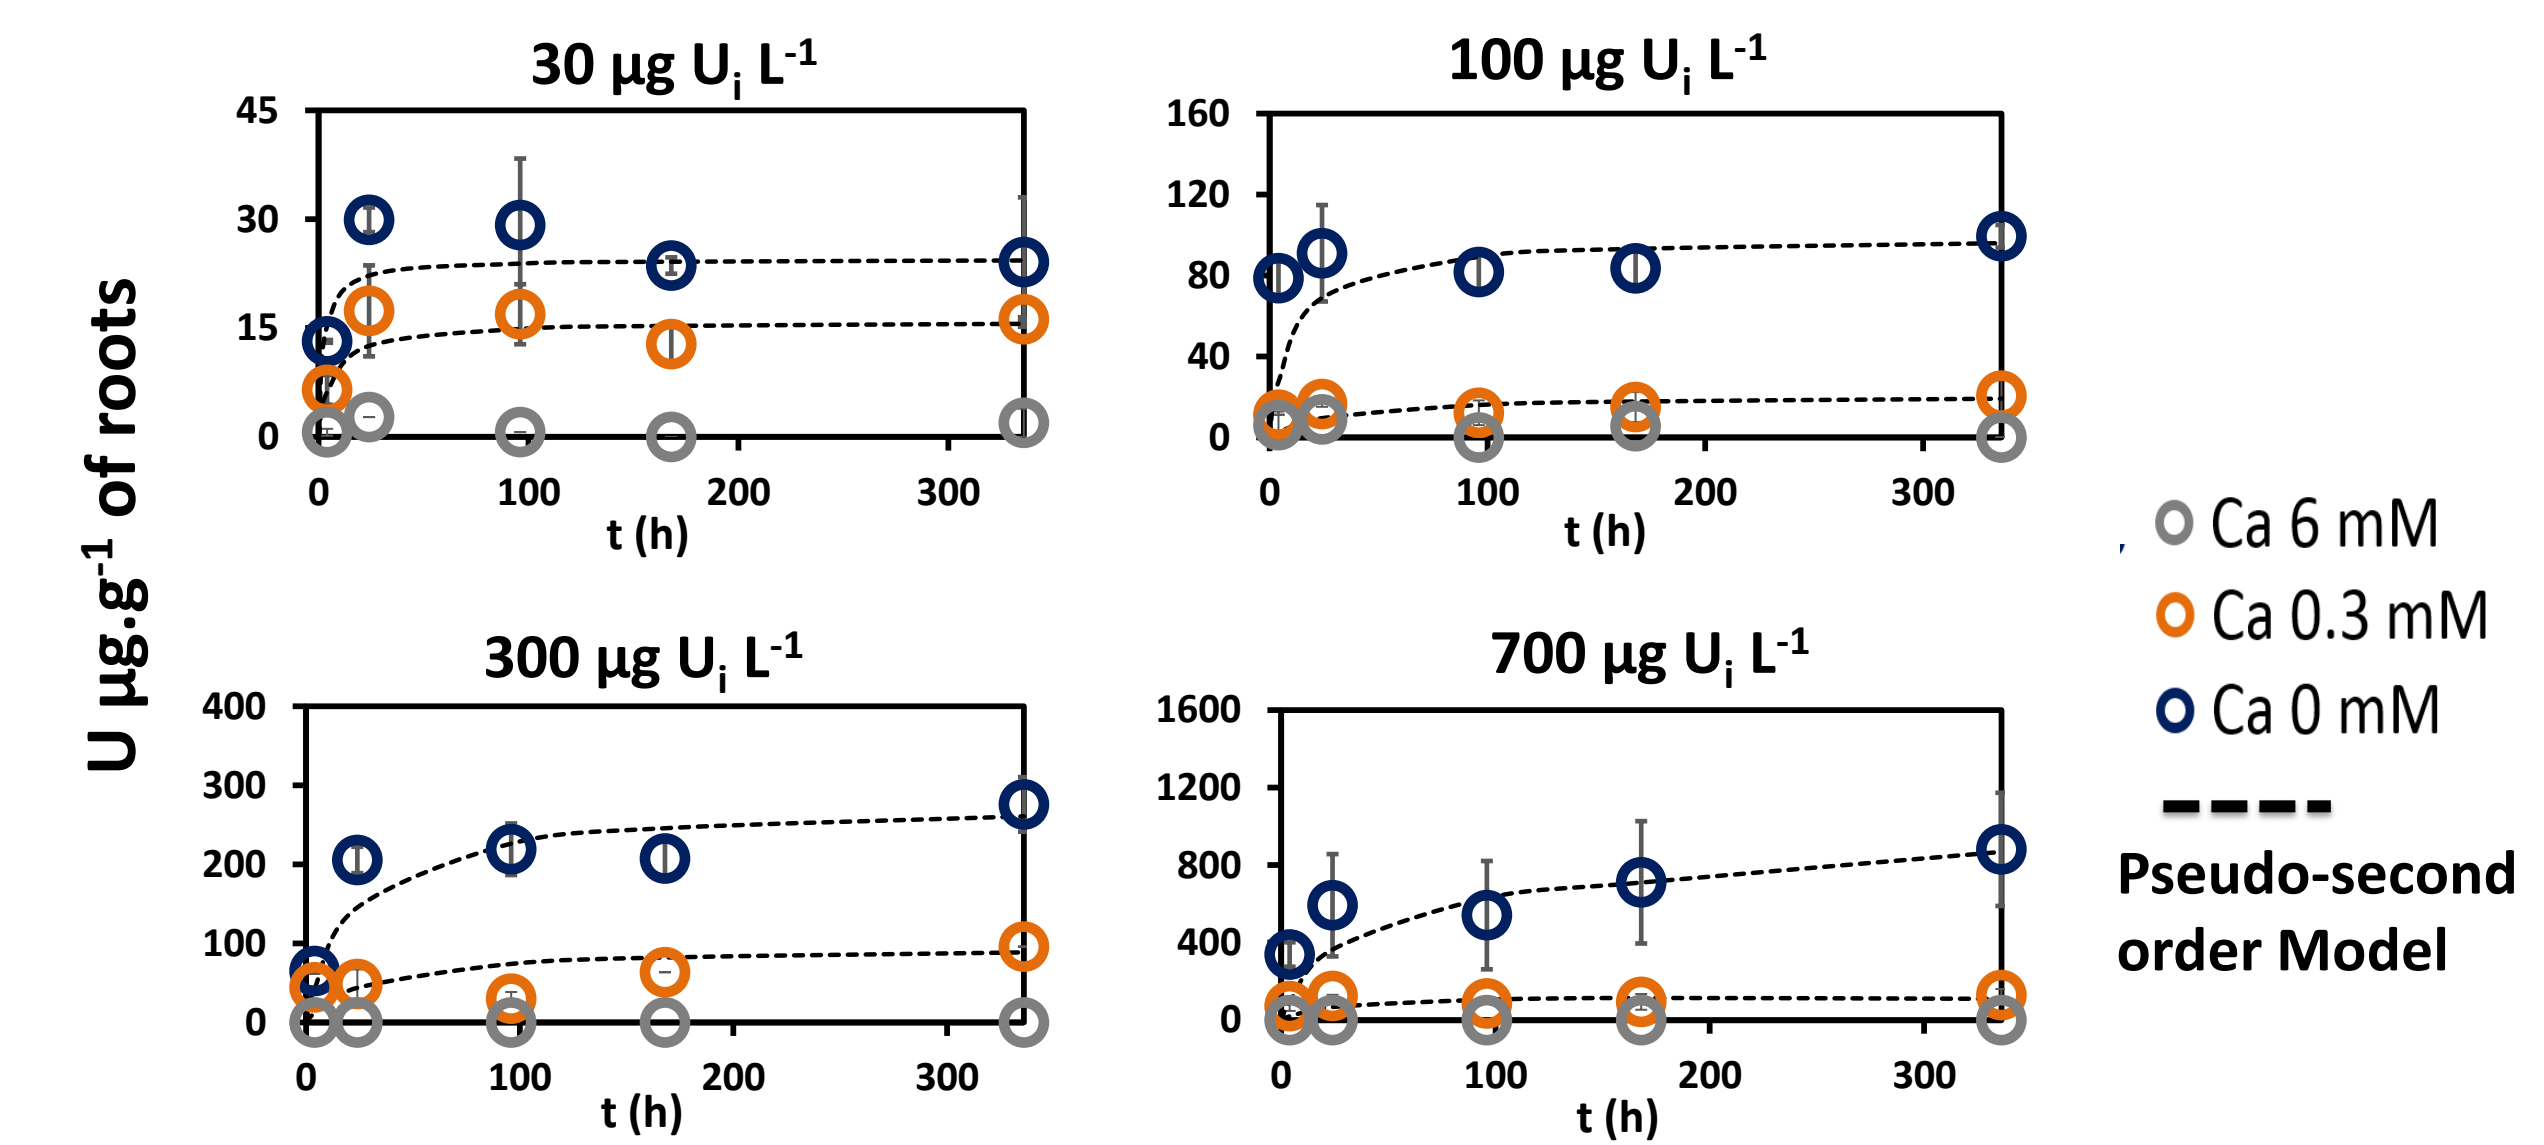 U µg.g-1 of roots
30 µg Ui L-1
45
30
15
0
0 100 200 300
t (h)
100 µg Ui L-1
160
120
80
40
0
0 100 200 300
t (h)
300 µg Ui L-1
400
300
200
100
0
0 100 200 300
t (h)
700 µg Ui L-1
1600
1200
800
400
0
0 100 200 300
t (h)
Ca 6 mM
Ca 0.3 mM
Ca 0 mM
Pseudo-second
order Model